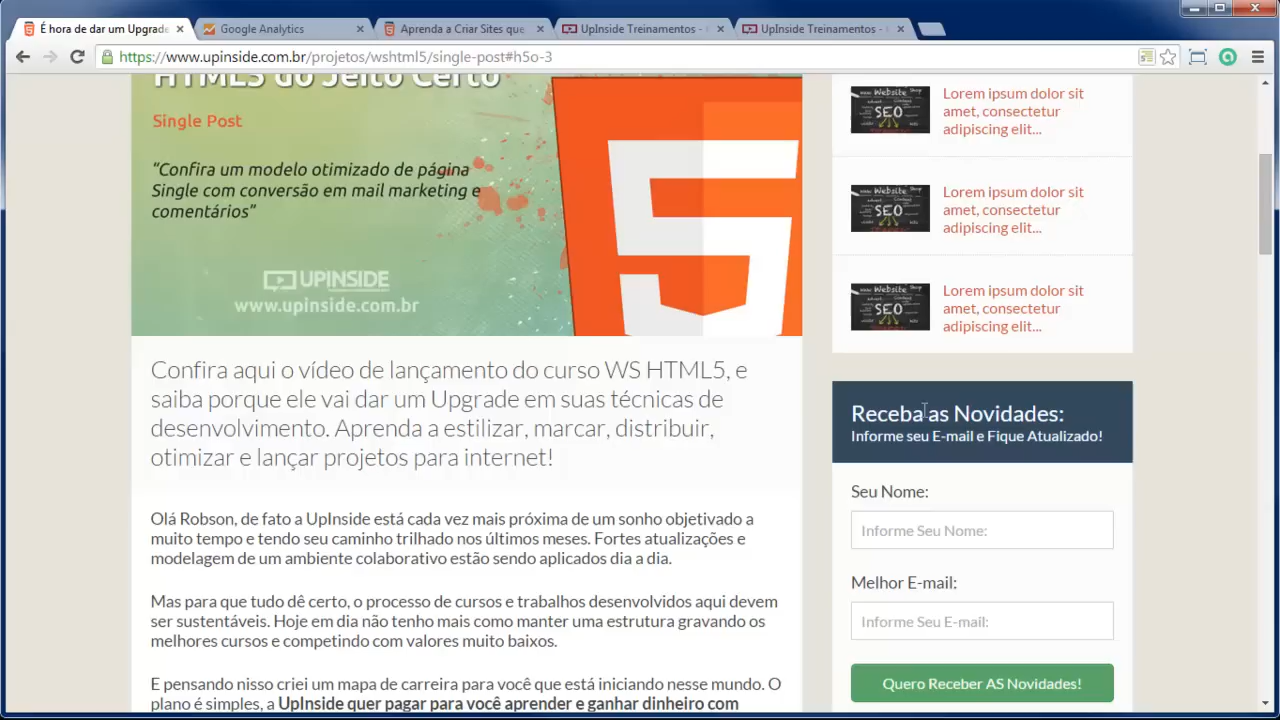 É hora de dar um Upgrade
Google Analytics
Aprenda a Criar Sites que
UpInside Treinamentos -
UpInside Treinamentos -
https://www.upinside.com.br/projetos/wshtml5/single-post#h5o-3
HTML5 do Jeito Certo
Single Post
“Confira um modelo otimizado de página
Single com conversão em mail marketing e
comentários”
UPINSIDE
www.upinside.com.br
Confira aqui o vídeo de lançamento do curso WS HTML5, e
saiba porque ele vai dar um Upgrade em suas técnicas de
desenvolvimento. Aprenda a estilizar, marcar, distribuir,
otimizar e lançar projetos para internet!
Olá Robson, de fato a UpInside está cada vez mais próxima de um sonho objetivado a
muito tempo e tendo seu caminho trilhado nos últimos meses. Fortes atualizações e
modelagem de um ambiente colaborativo estão sendo aplicados dia a dia.
Mas para que tudo dê certo, o processo de cursos e trabalhos desenvolvidos aqui devem
ser sustentáveis. Hoje em dia não tenho mais como manter uma estrutura gravando os
melhores cursos e competindo com valores muito baixos.
E pensando nisso criei um mapa de carreira para você que está iniciando nesse mundo. O
plano é simples, a UpInside quer pagar para você aprender e ganhar dinheiro com
Website
SEO
Lorem ipsum dolor sit
amet, consectetur
adipiscing elit...
Website
SEO
Lorem ipsum dolor sit
amet, consectetur
adipiscing elit...
Website
SEO
Lorem ipsum dolor sit
amet, consectetur
adipiscing elit...
Receba as Novidades:
Informe seu E-mail e Fique Atualizado!
Seu Nome:
Informe Seu Nome:
Melhor E-mail:
Informe Seu E-mail:
Quero Receber AS Novidades!